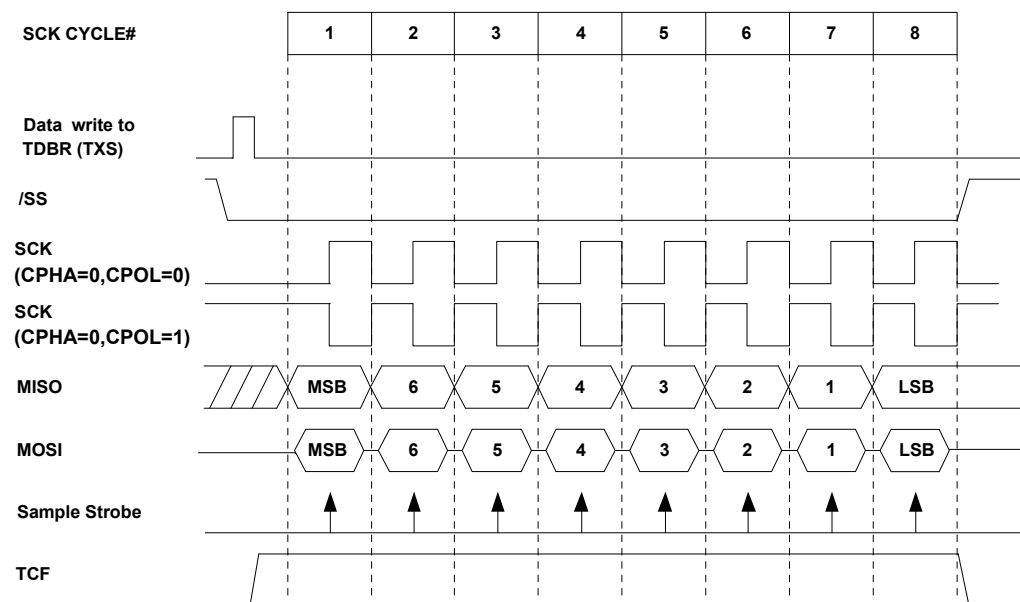 SCK CYCLE# 1 2 3 4 5 6 7 8
Data write to
TDBR (TXS)
/SS
SCK
(CPHA=0,CPOL=0)
SCK
(CPHA=0,CPOL=1)
MISO MSB 6 5 4 3 2 1 LSB
MOSI MSB 6 5 4 3 2 1 LSB
Sample Strobe
TCF